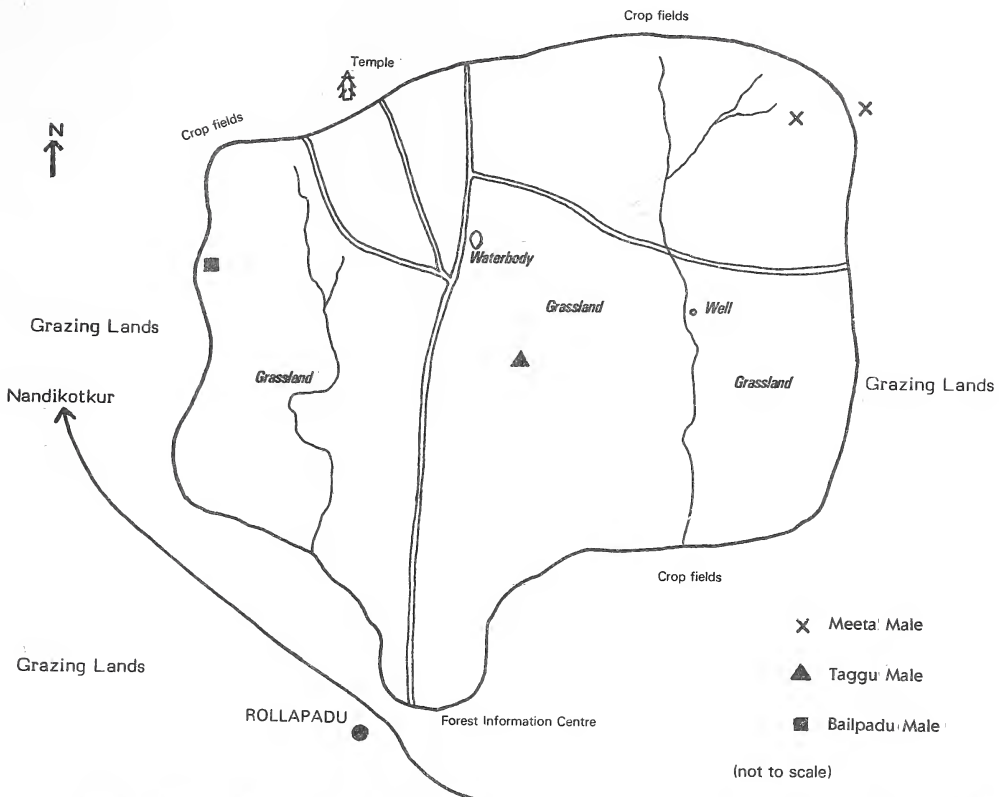 Crop fields
Temple
Crop fields
N
Waterbody
Grassland
Well
Grazing Lands
Grassland
Grassland
Grazing Lands
Nandikotkur
Crop fields
Meeta Male
Grazing Lands
Taggu Male
ROLLAPADU
Forest Information Centre
Bailpadu Male
(not to scale)